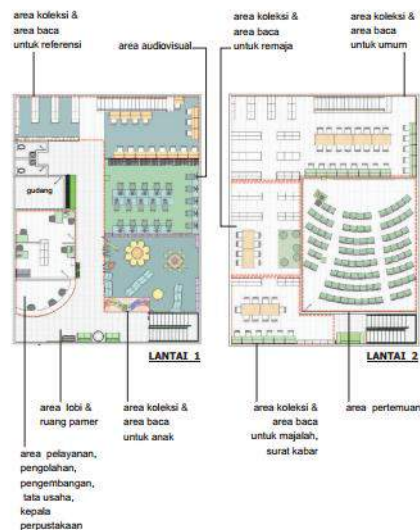 area koleksi &
area baca
untuk referensi
area audiovisual
area koleksi &
area baca
untuk remaja
area koleksi &
area baca
untuk umum
gudang
LANTAI 1
LANTAI 2
area lobi &
ruang pamer
area koleksi &
area baca
untuk anak
area koleksi &
area baca
untuk majalah,
surat kabar
area pertemuan
area pelayanan,
pengolahan,
pengembangan,
tata usaha,
kepala
perpustakaan